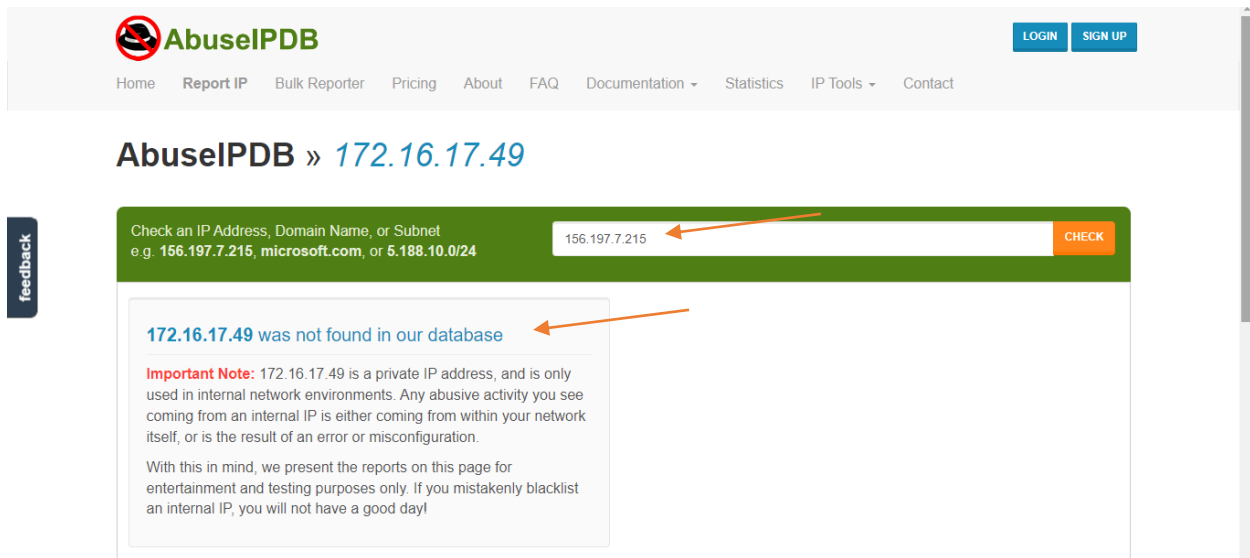 AbuseIPDB
LOGIN
SIGN UP
Home Report IP Bulk Reporter Pricing About FAQ Documentation IP Tools Statistics Contact
AbuseIPDB » 172.16.17.49
feedback
Check an IP Address, Domain Name, or Subnet
e.g. 156.197.7.215, microsoft.com, or 5.188.10.0/24
156.197.7.215
CHECK
172.16.17.49 was not found in our database
Important Note: 172.16.17.49 is a private IP address, and is only
used in internal network environments. Any abusive activity you see
coming from an internal IP is either coming from within your network
itself, or is the result of an error or misconfiguration.
With this in mind, we present the reports on this page for
entertainment and testing purposes only. If you mistakenly blacklist
an internal IP, you will not have a good day!